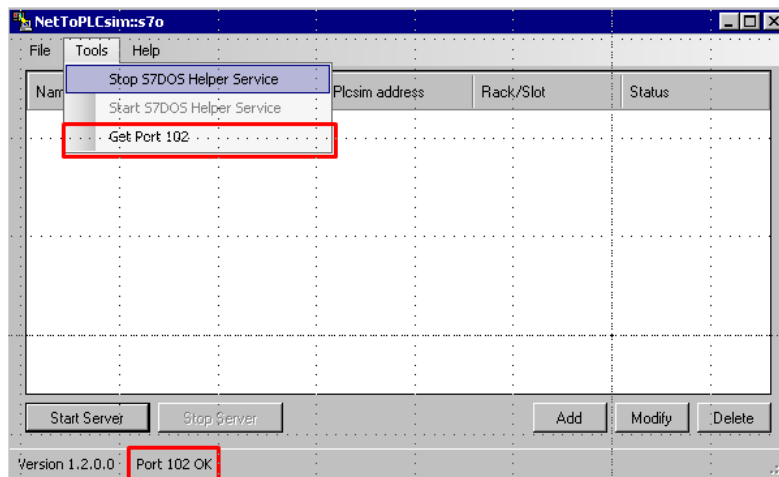 NetToPLCsim::s7o
File Tools Help
Stop S7DOS Helper Service
Start S7DOS Helper Service
Get Port 102
Nam Plcsim address Rack/Slot Status
Start Server Stop Server Add Modify Delete
Version 1.2.0.0 Port 102 OK